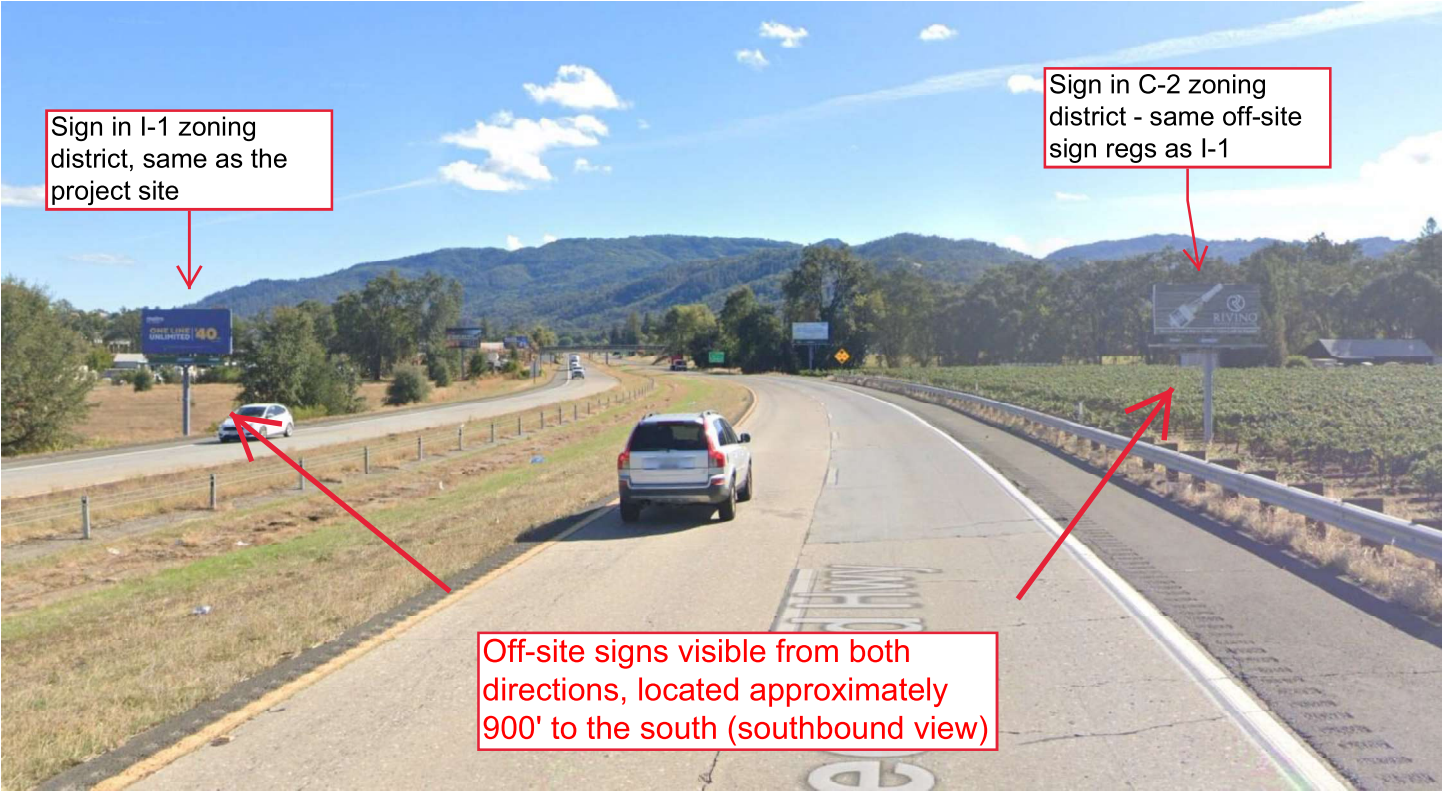 Sign in I-1 zoning
district, same as the
project site
Sign in C-2 zoning
district - same off-site
sign regs as I-1
metro
ONE LINE
UNLIMITED
$40
RIVINO
d Hwy
Off-site signs visible from both
directions, located approximately
900' to the south (southbound view)